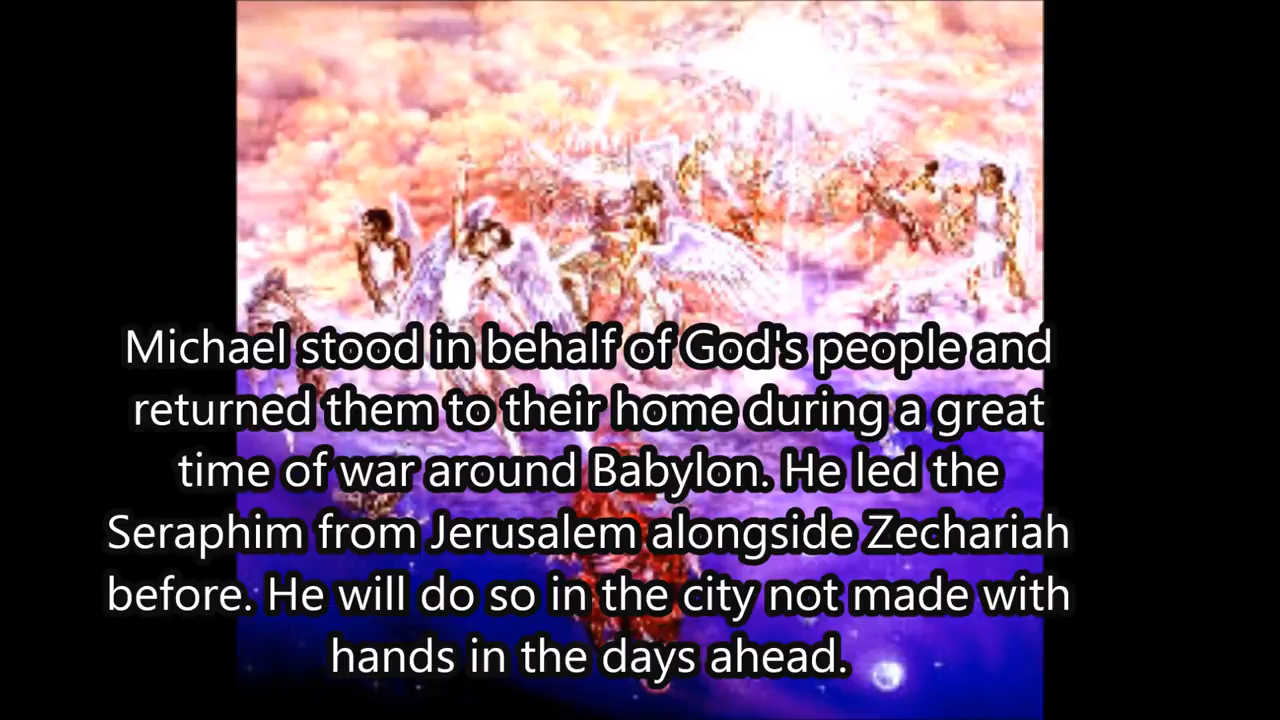 Michael stood in behalf of God's people and
returned them to their home during a great
time of war around Babylon. He led the
Seraphim from Jerusalem alongside Zechariah
before. He will do so in the city not made with
hands in the days ahead.